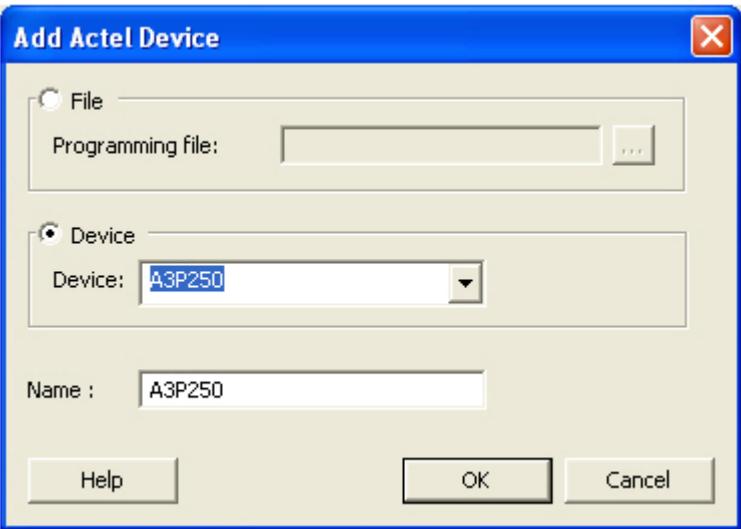 Add Actel Device
File
Programming file:
...
Device
Device: A3P250
Name : A3P250
Help OK Cancel